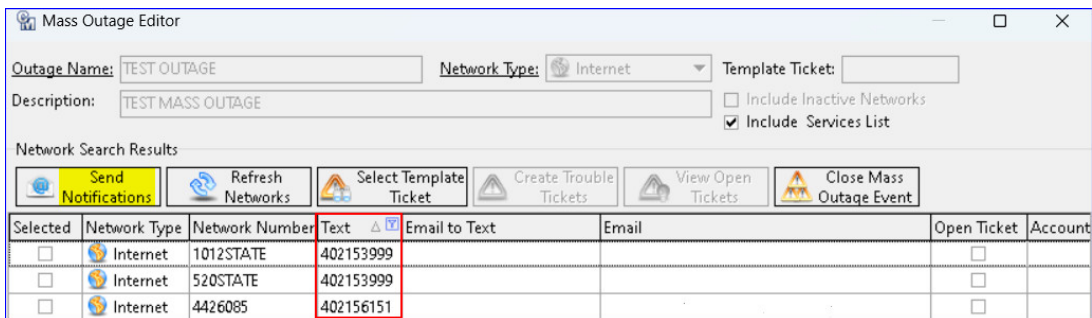 Mass Outage Editor
Outage Name: TEST OUTAGE Network Type: Internet Template Ticket:
Description: TEST MASS OUTAGE Include Inactive Networks
Include Services List
Network Search Results
Send Notifications Refresh Networks Select Template Ticket Create Trouble Tickets View Open Tickets Close Mass Outage Event
Selected Network Type Network Number Text Email to Text Email Open Ticket Account
Internet 1012STATE 402153999
Internet 520STATE 402153999
Internet 4426085 402156151